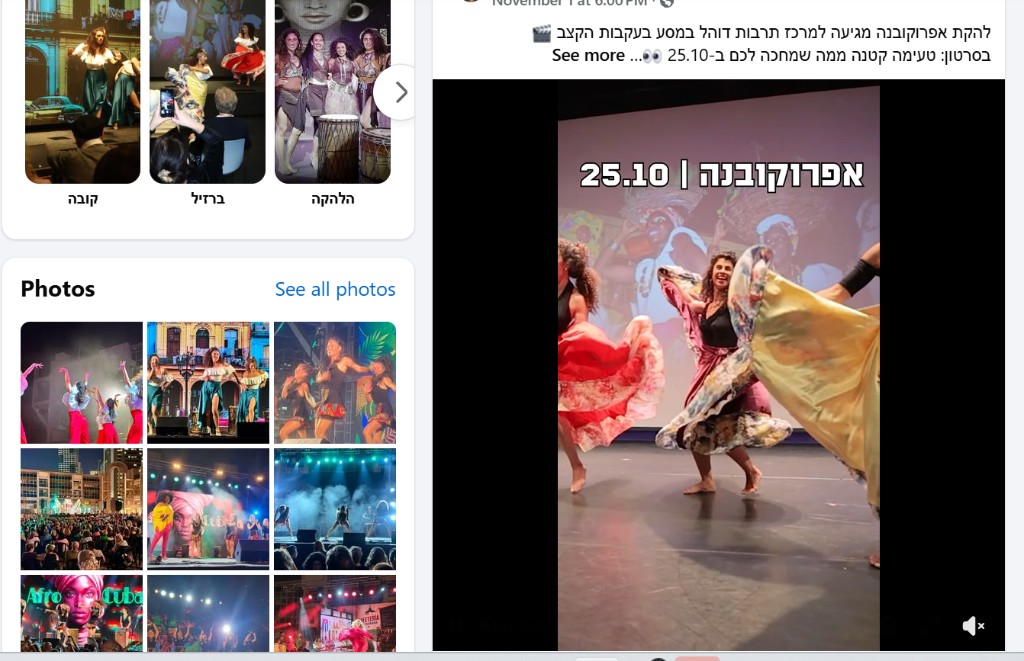 קובה
ברזיל
הלהקה
Photos
See all photos
Afro Cuba
November 1 at 6:00 PM
להקת אפרוקובנה מגיעה למרכז תרבות דוהל במסע בעקבות הקצב 🎬
בסרטון: טעימה קטנה ממה שמחכה לכם ב-25.10 👀... See more
אפרוקובנה | 25.10